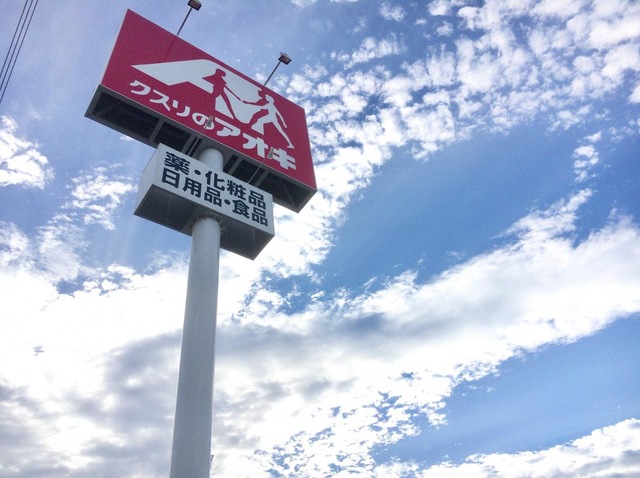 クスリのアオキ
薬・化粧品
日用品・食品